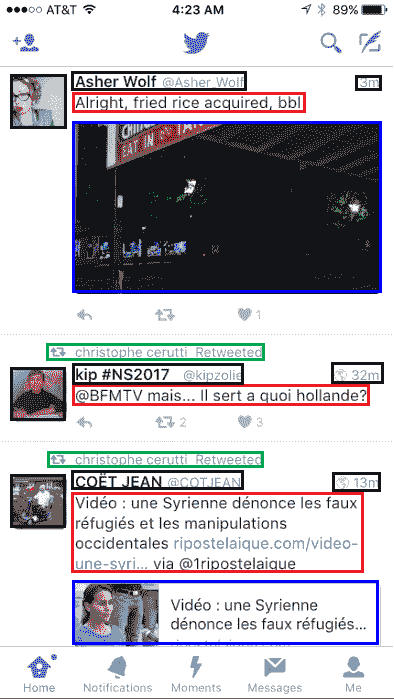 AT&T 4:23 AM 89%
Asher Wolf @Asher_Wolf 3m
Alright, fried rice acquired, bbl
EAT IN
1
christophe cerutti Retweeted
kip #NS2017 @kipzolie 32m
@BFMTV mais... Il sert a quoi hollande?
2 3
christophe cerutti Retweeted
COËT JEAN @COTJEAN 13m
Vidéo : une Syrienne dénonce les faux
réfugiés et les manipulations
occidentales ripostelaique.com/video-
une-syri... via @1ripostelaique
Vidéo : une Syrienne
dénonce les faux réfugiés...
Home Notifications Moments Messages Me